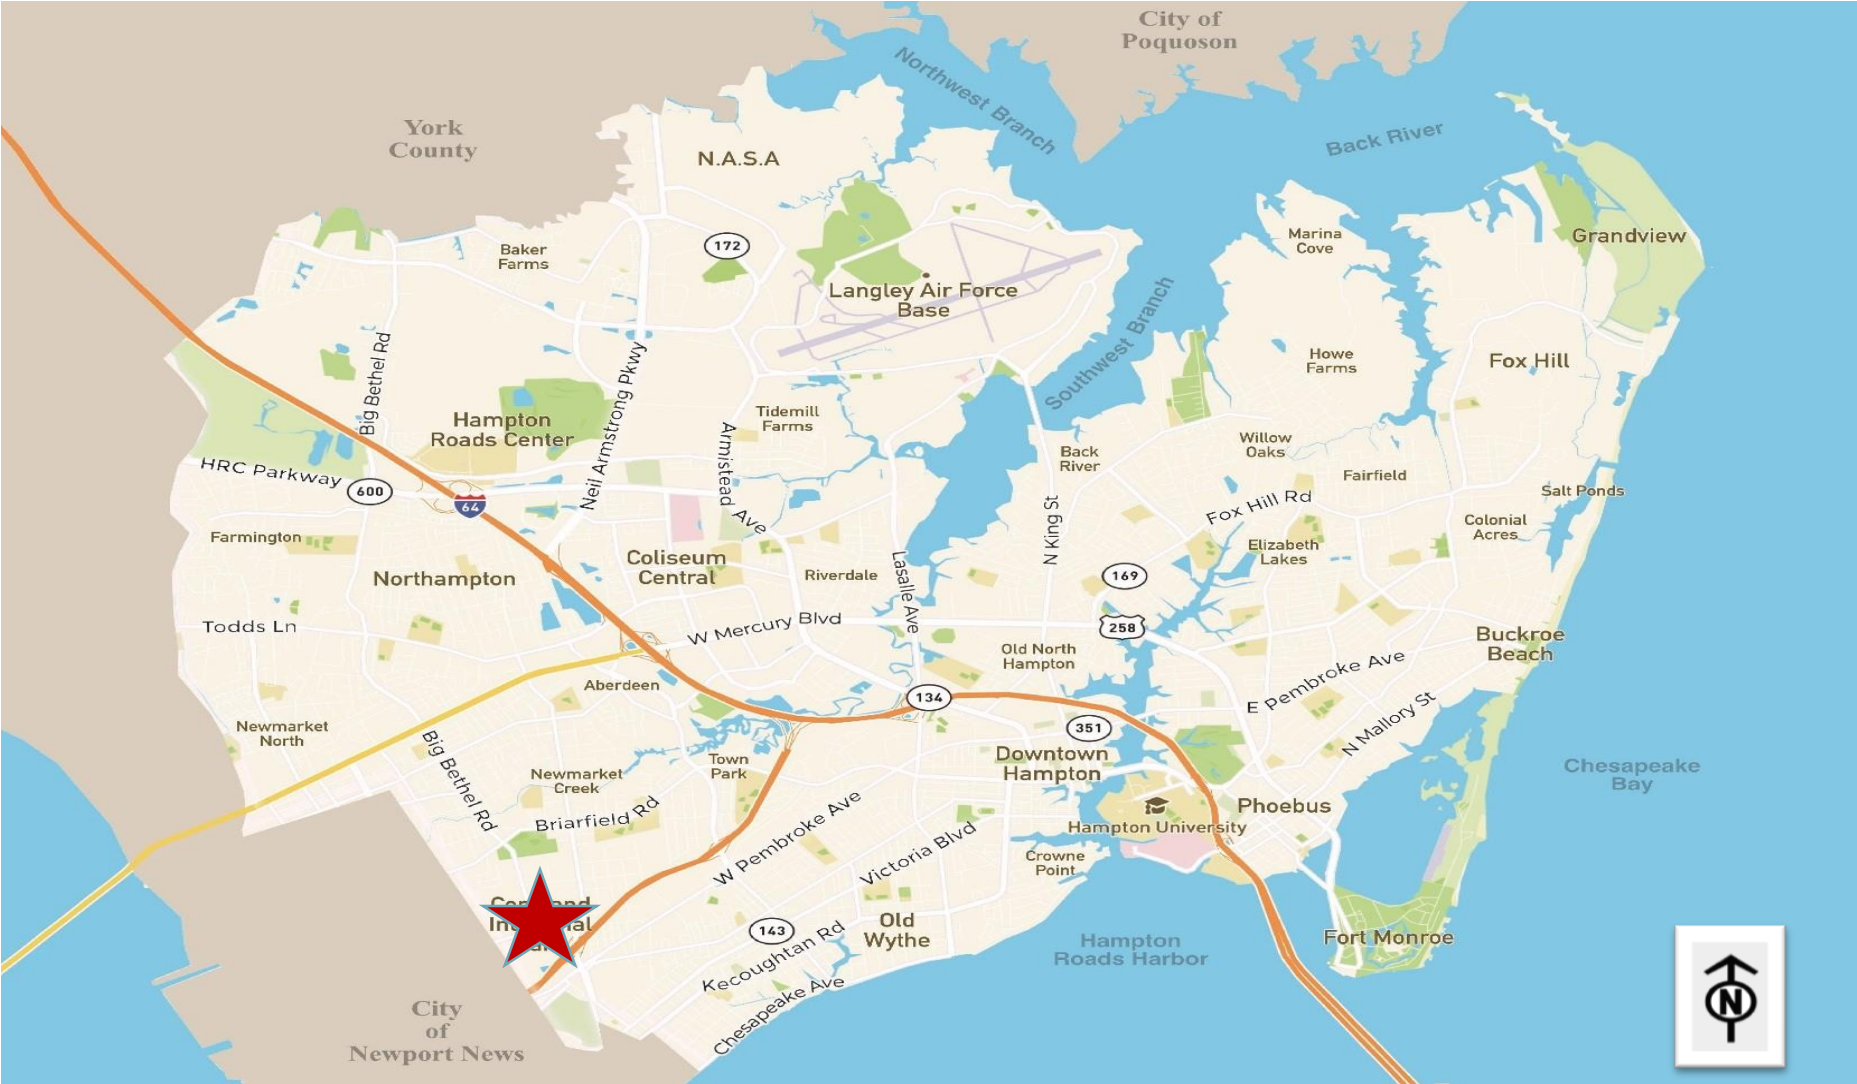 City of
Poquoson
Northwest Branch
Back River
York
County
N.A.S.A
Grandview
Marina
Cove
172
Baker
Farms
Langley Air Force
Base
Southwest Branch
Big Bethel Rd
Neil Armstrong Pkwy
Howe
Farms
Fox Hill
Hampton
Roads Center
Tidemill
Farms
Armistead Ave
Back
River
Willow
Oaks
Fairfield
HRC Parkway
600
64
Fox Hill Rd
Salt Ponds
N King St
Colonial
Acres
Farmington
Elizabeth
Lakes
Northampton
Coliseum
Central
Riverdale
Lasalle Ave
169
Todds Ln
W Mercury Blvd
258
Buckroe
Beach
Old North
Hampton
Aberdeen
E Pembroke Ave
134
N Mallory St
351
Newmarket
North
Big Bethel Rd
Newmarket
Creek
Town
Park
Downtown
Hampton
Chesapeake
Bay
Briarfield Rd
W Pembroke Ave
Phoebus
Hampton University
Victoria Blvd
Crowne
Point
143
Old
Wythe
Kecoughtan Rd
Hampton
Roads Harbor
Fort Monroe
Chesapeake Ave
City
of
Newport News
N